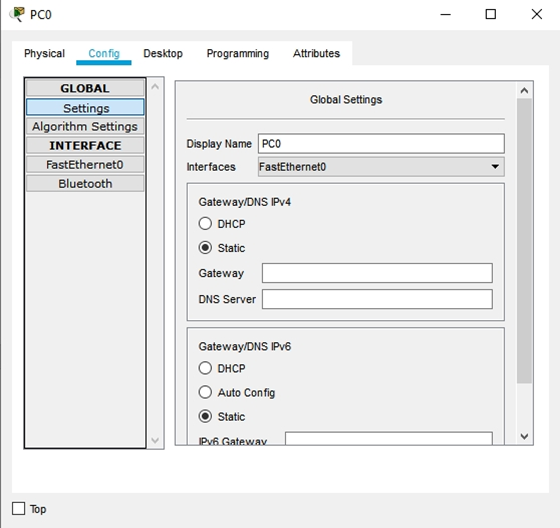 PC0
Physical Config Desktop Programming Attributes
GLOBAL
Settings
Algorithm Settings
INTERFACE
FastEthernet0
Bluetooth
Global Settings
Display Name PC0
Interfaces FastEthernet0
Gateway/DNS IPv4
DHCP
Static
Gateway
DNS Server
Gateway/DNS IPv6
DHCP
Auto Config
Static
IPv6 Gateway
Top